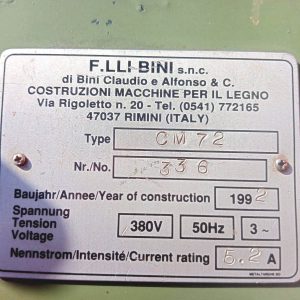 F.LLI BINI s.n.c.
di Bini Claudio e Alfonso & C.
COSTRUZIONI MACCHINE PER IL LEGNO
Via Rigoletto n. 20 - Tel. (0541) 772165
47037 RIMINI (ITALY)
Type CM72
Nr./No. 336
Baujahr/Annee/Year of construction 1992
Spannung
Tension 380V 50Hz 3~
Voltage
Nennstrom/Intensité/Current rating 5.2 A